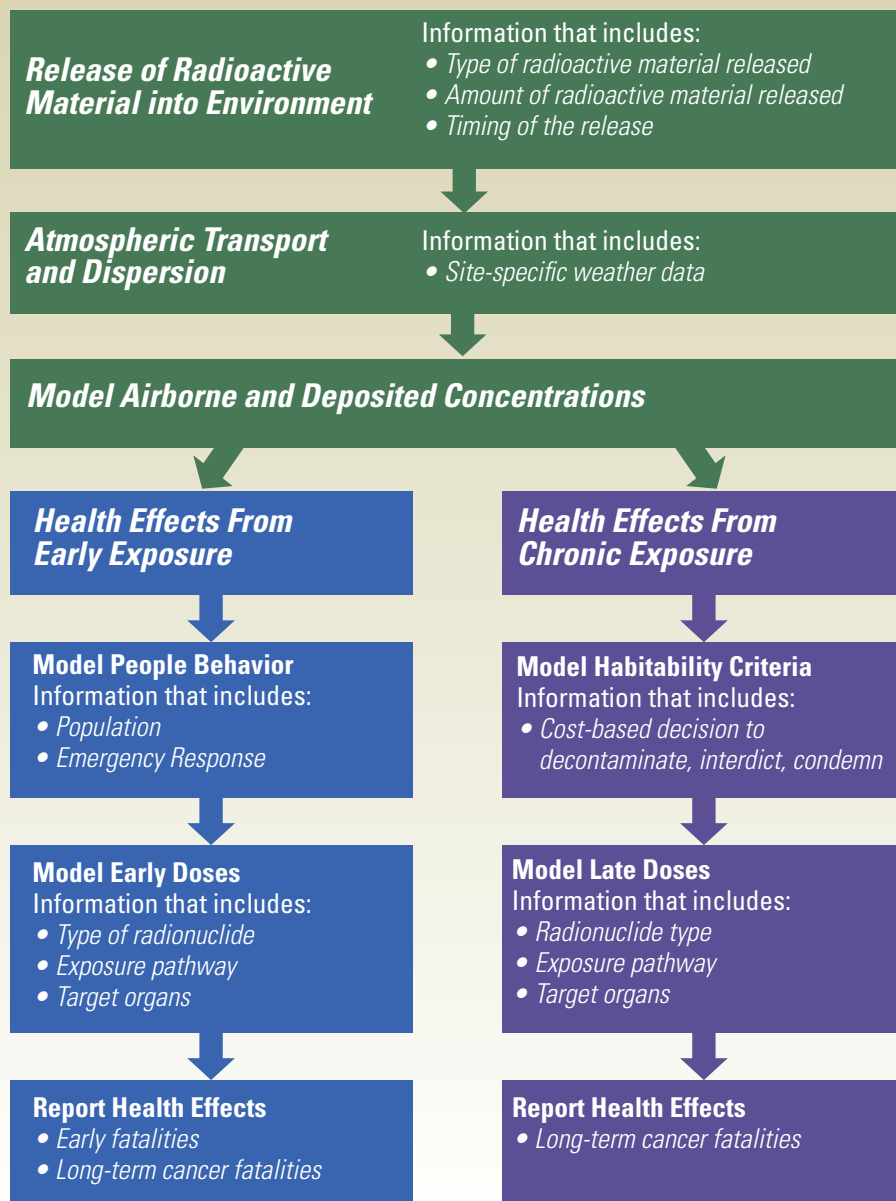 Release of Radioactive
Material into Environment
Information that includes:
• Type of radioactive material released
• Amount of radioactive material released
• Timing of the release
Atmospheric Transport
and Dispersion
Information that includes:
• Site-specific weather data
Model Airborne and Deposited Concentrations
Health Effects From
Early Exposure
Model People Behavior
Information that includes:
• Population
• Emergency Response
Model Early Doses
Information that includes:
• Type of radionuclide
• Exposure pathway
• Target organs
Report Health Effects
• Early fatalities
• Long-term cancer fatalities
Health Effects From
Chronic Exposure
Model Habitability Criteria
Information that includes:
• Cost-based decision to
decontaminate, interdict, condemn
Model Late Doses
Information that includes:
• Radionuclide type
• Exposure pathway
• Target organs
Report Health Effects
• Long-term cancer fatalities